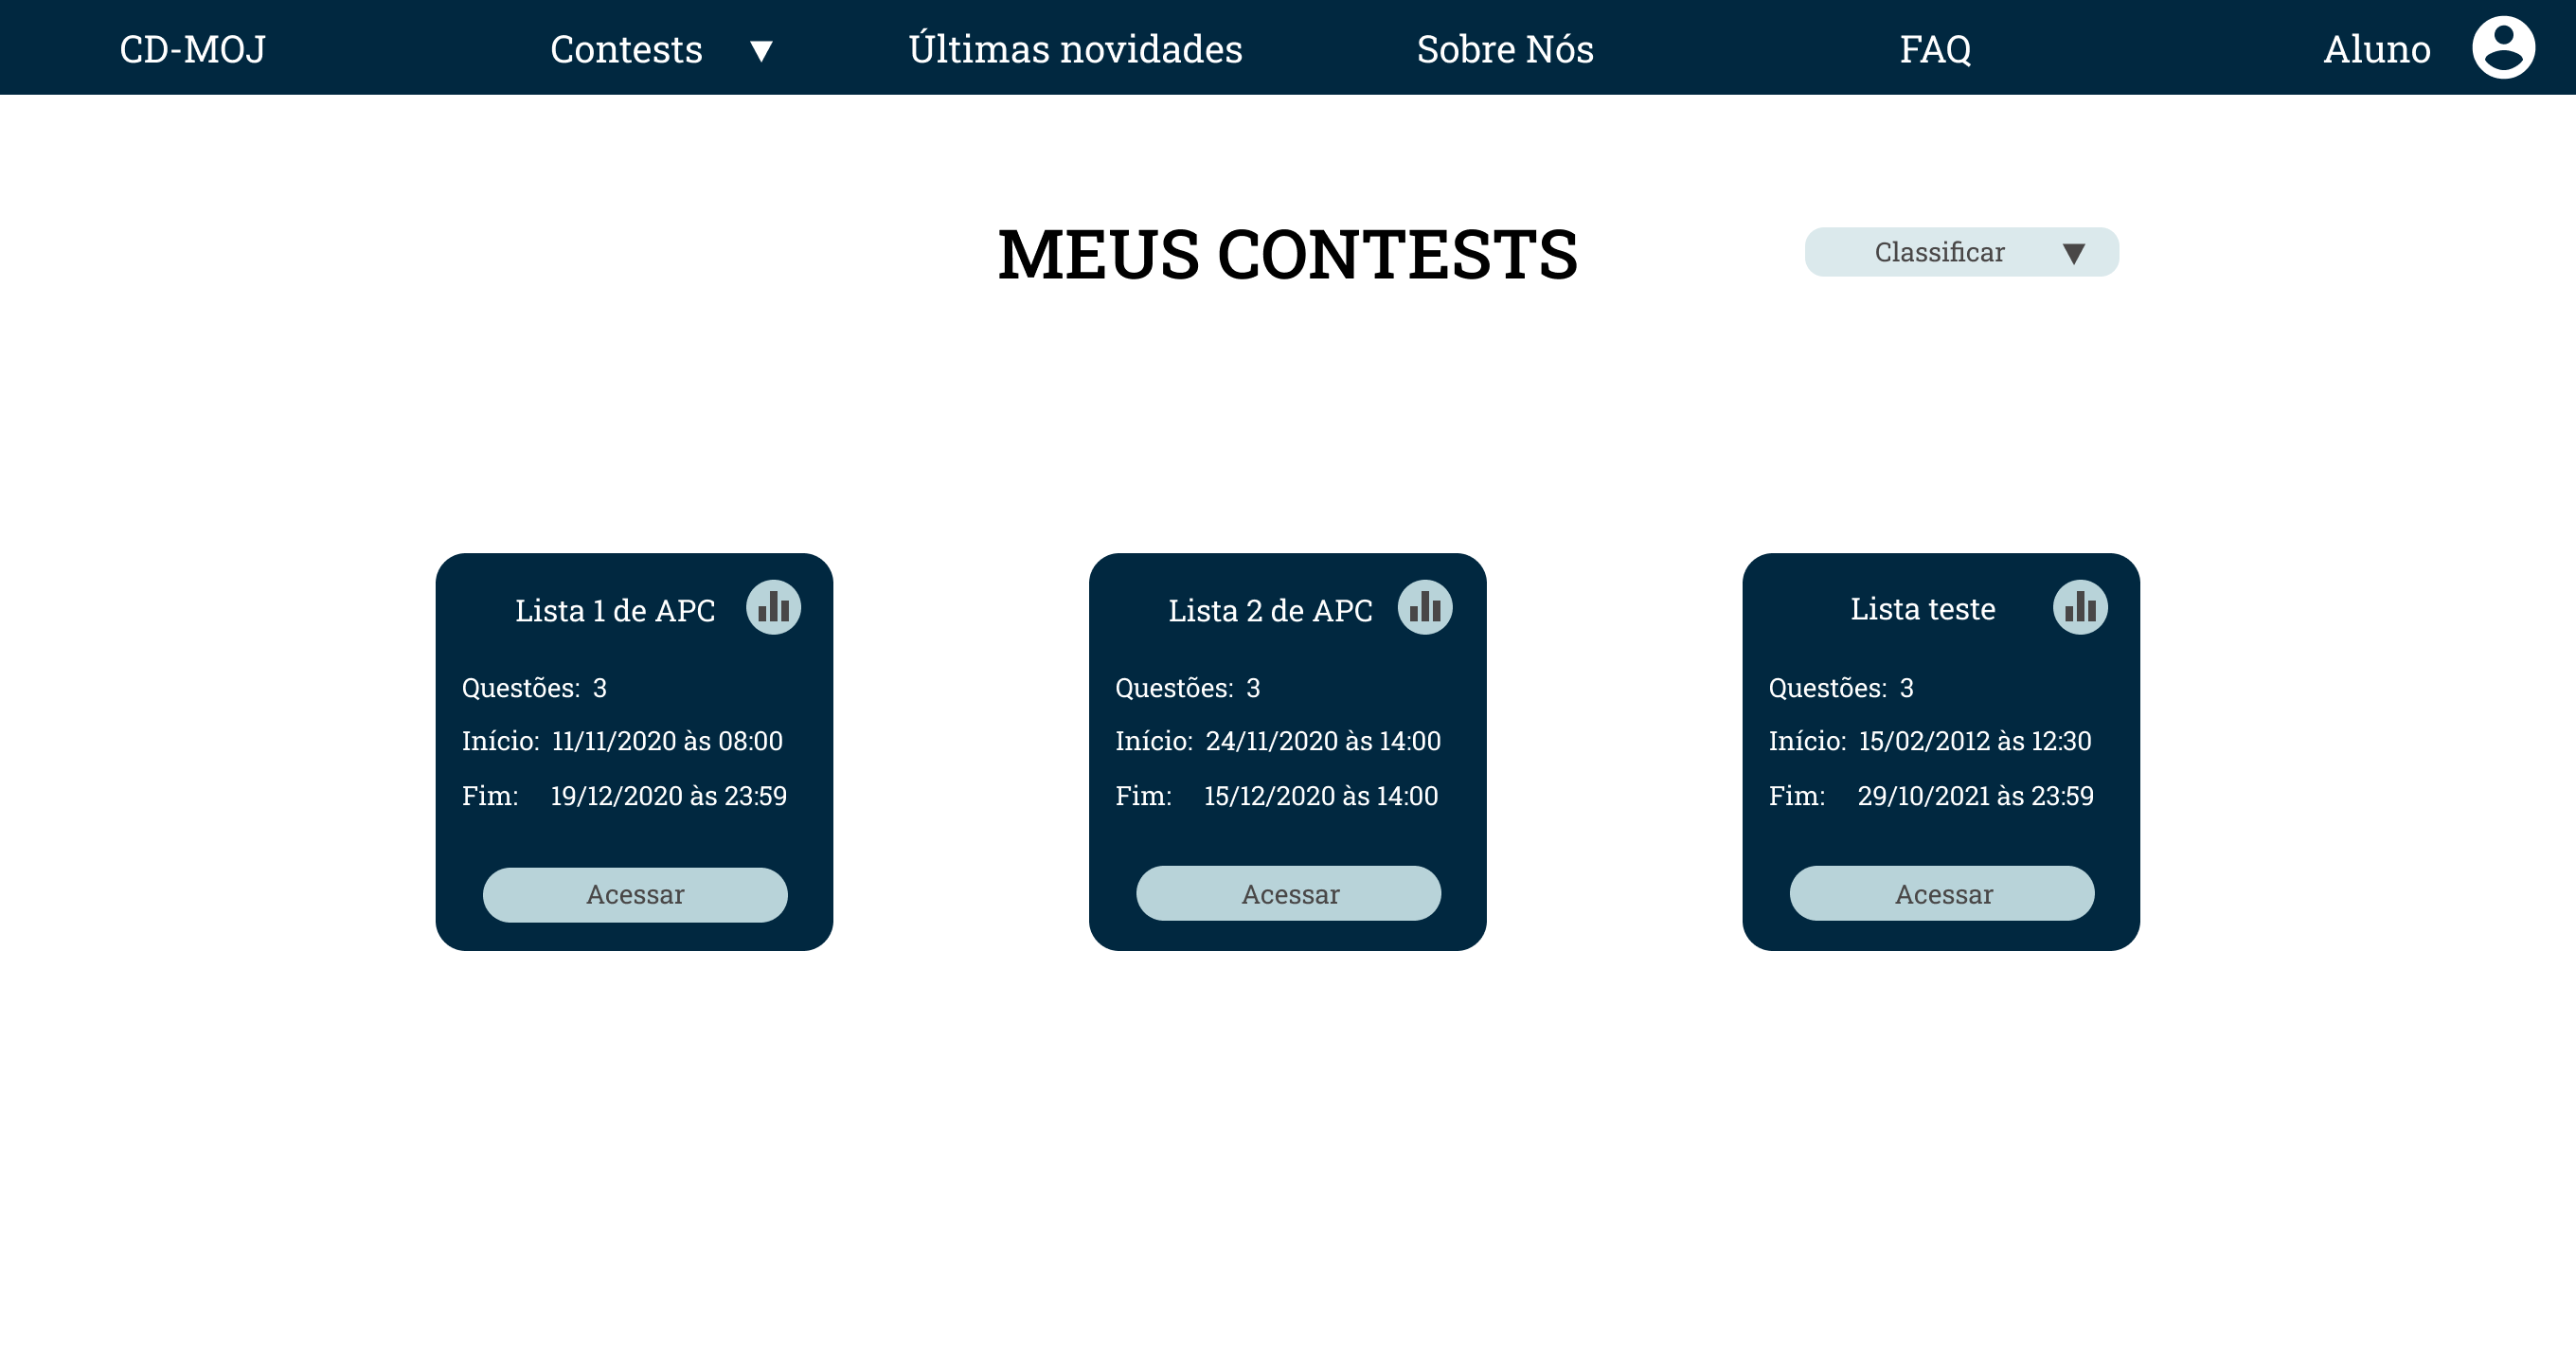 CD-MOJ Contests Últimas novidades Sobre Nós FAQ Aluno
MEUS CONTESTS
Classificar
Lista 1 de APC
Questões: 3
Início: 11/11/2020 às 08:00
Fim: 19/12/2020 às 23:59
Acessar
Lista 2 de APC
Questões: 3
Início: 24/11/2020 às 14:00
Fim: 15/12/2020 às 14:00
Acessar
Lista teste
Questões: 3
Início: 15/02/2012 às 12:30
Fim: 29/10/2021 às 23:59
Acessar